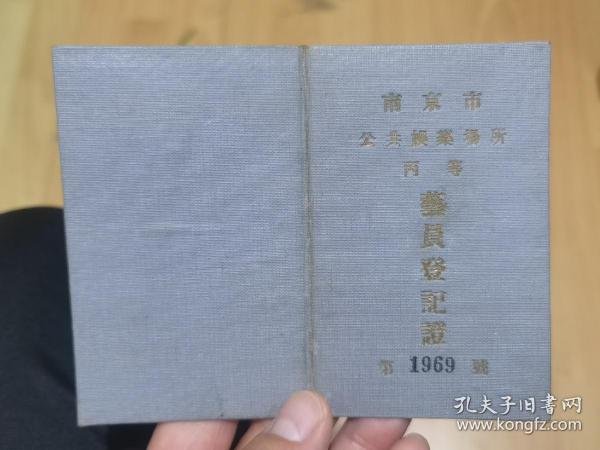 南京市
公共娛樂場所
丙等
藝員登記證
第 1969 號
孔夫子旧书网
www.kongfz.com